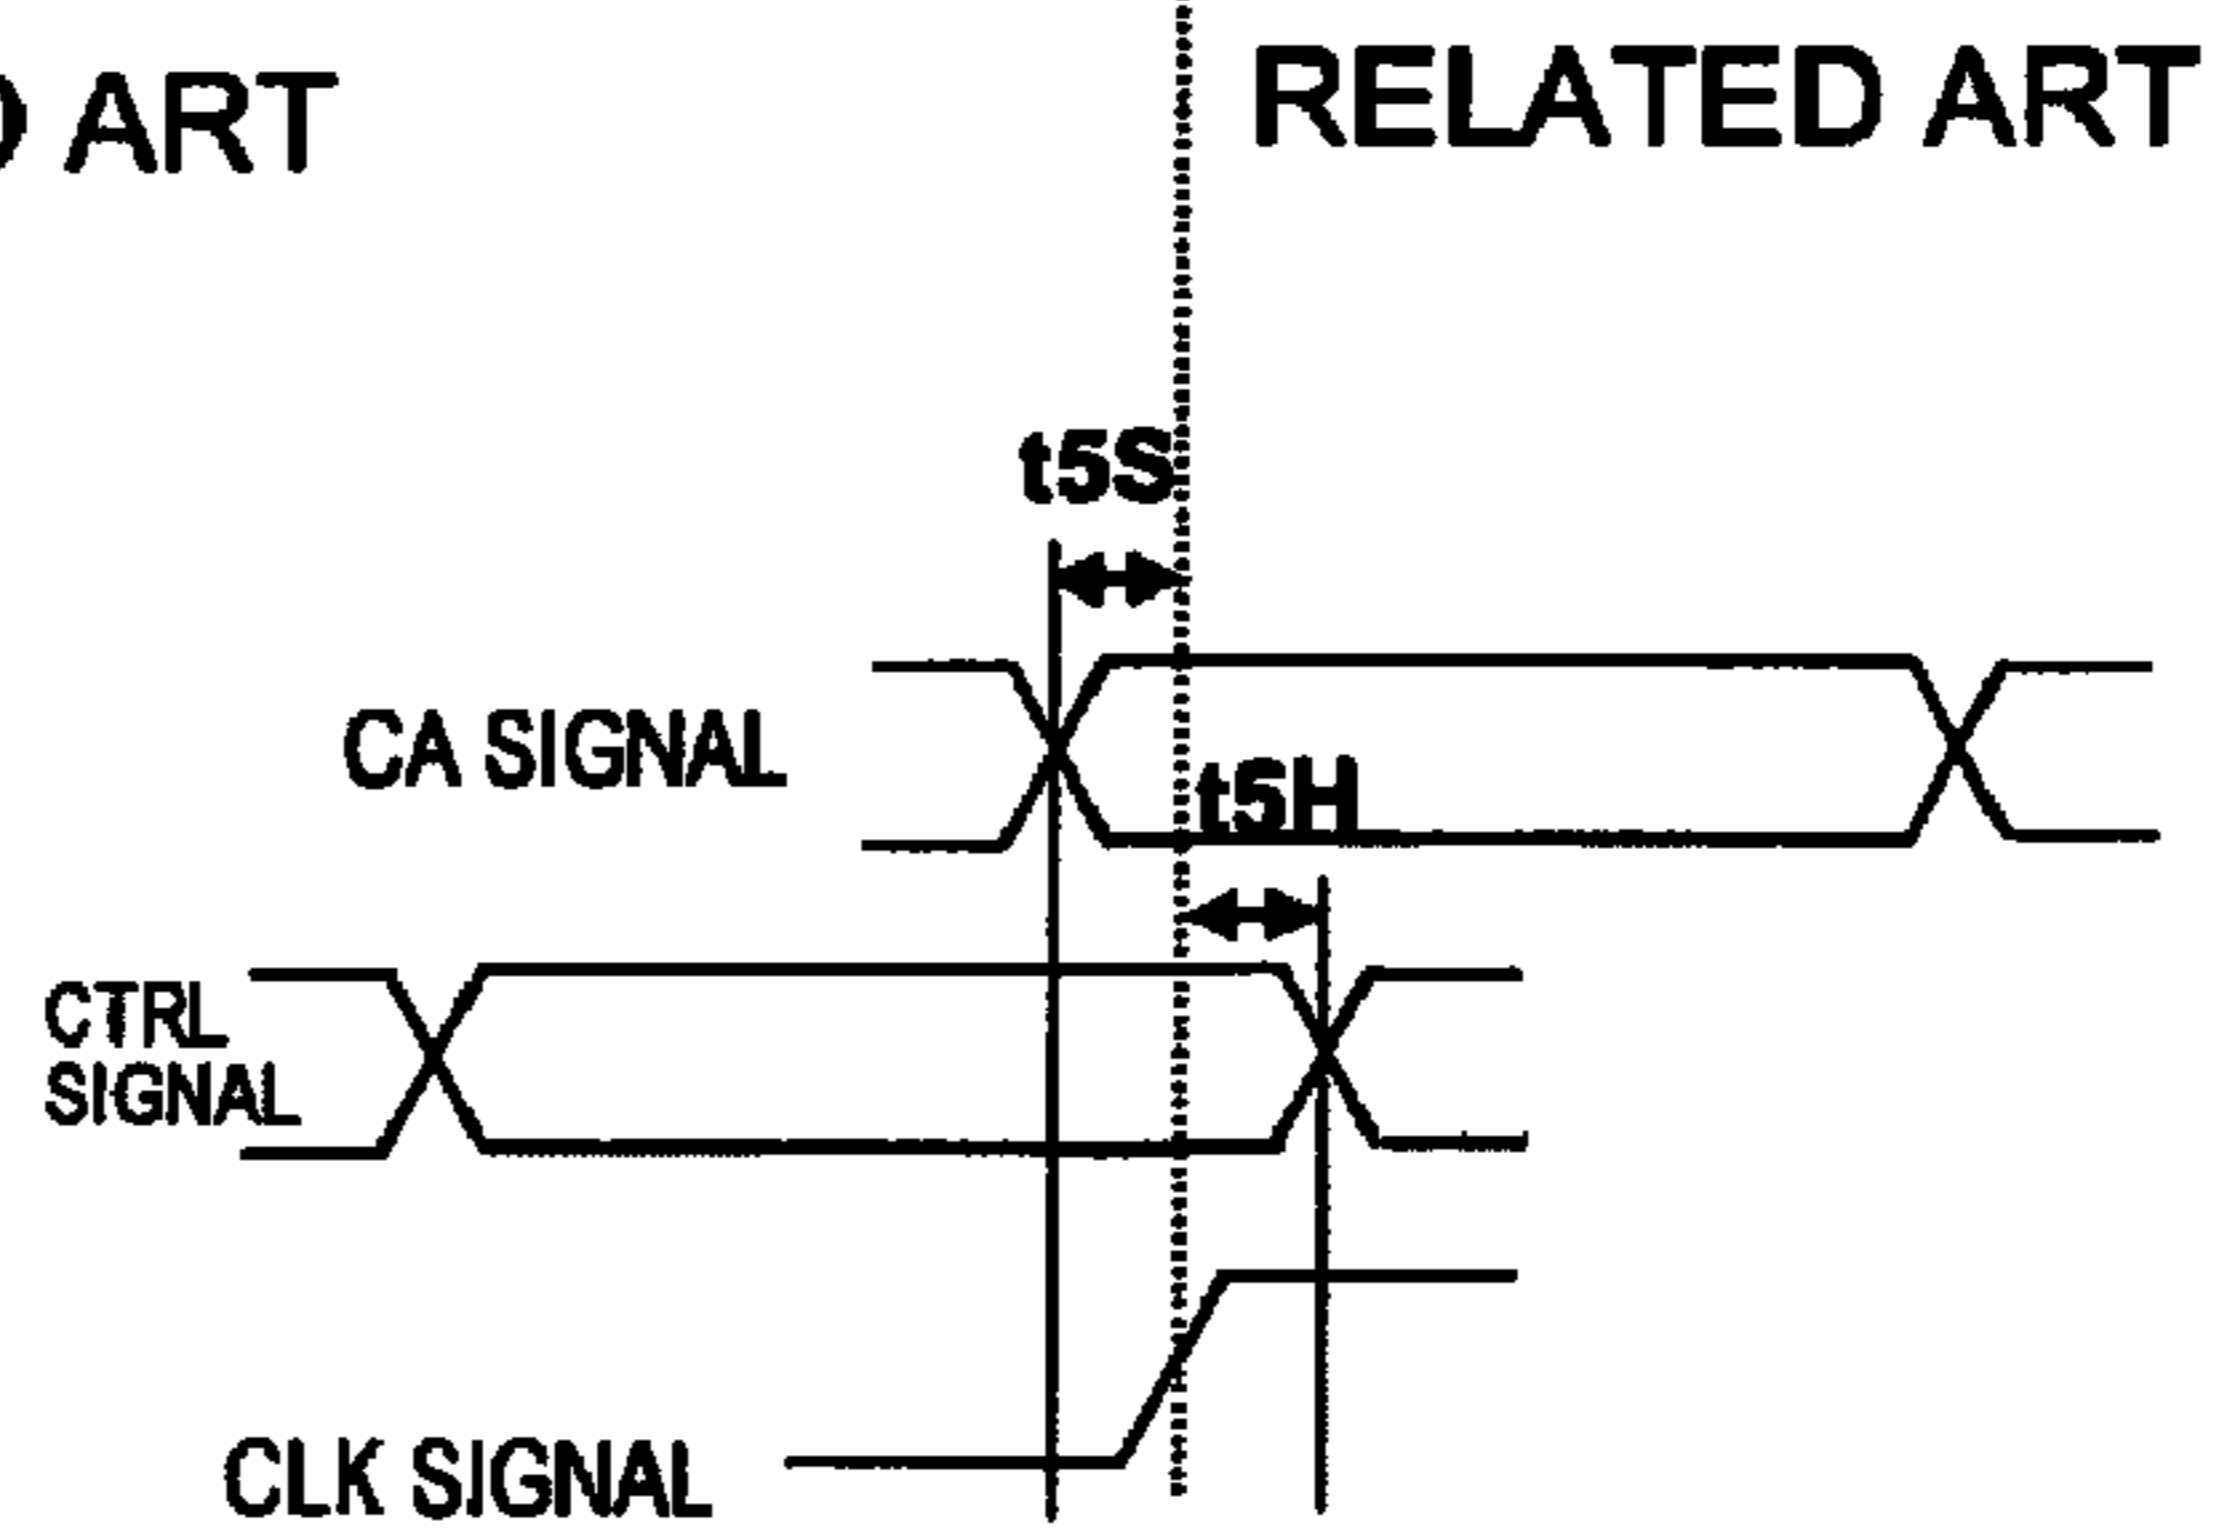 D ART
RELATED ART
t5S
CA SIGNAL
t5H
CTRL
SIGNAL
CLK SIGNAL